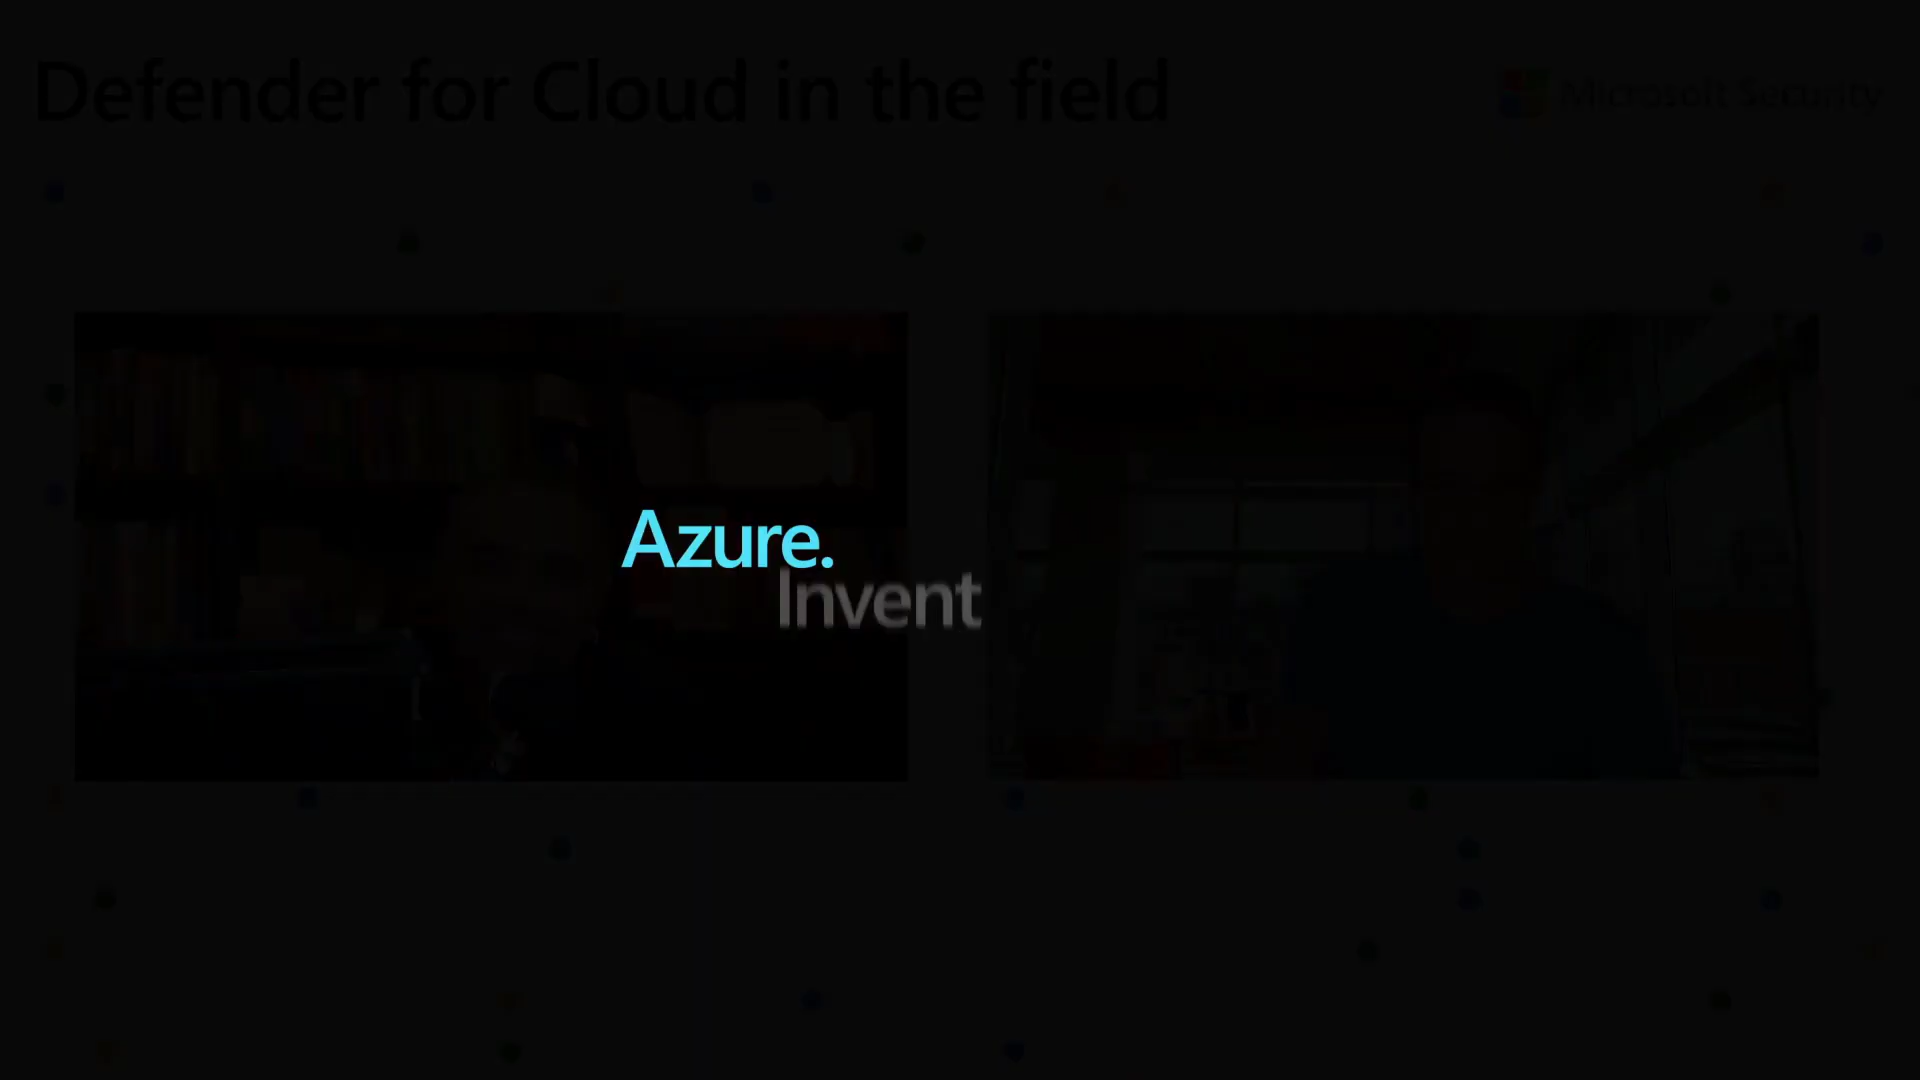 Defender for Cloud in the field
Microsoft Security
Azure.
Invent